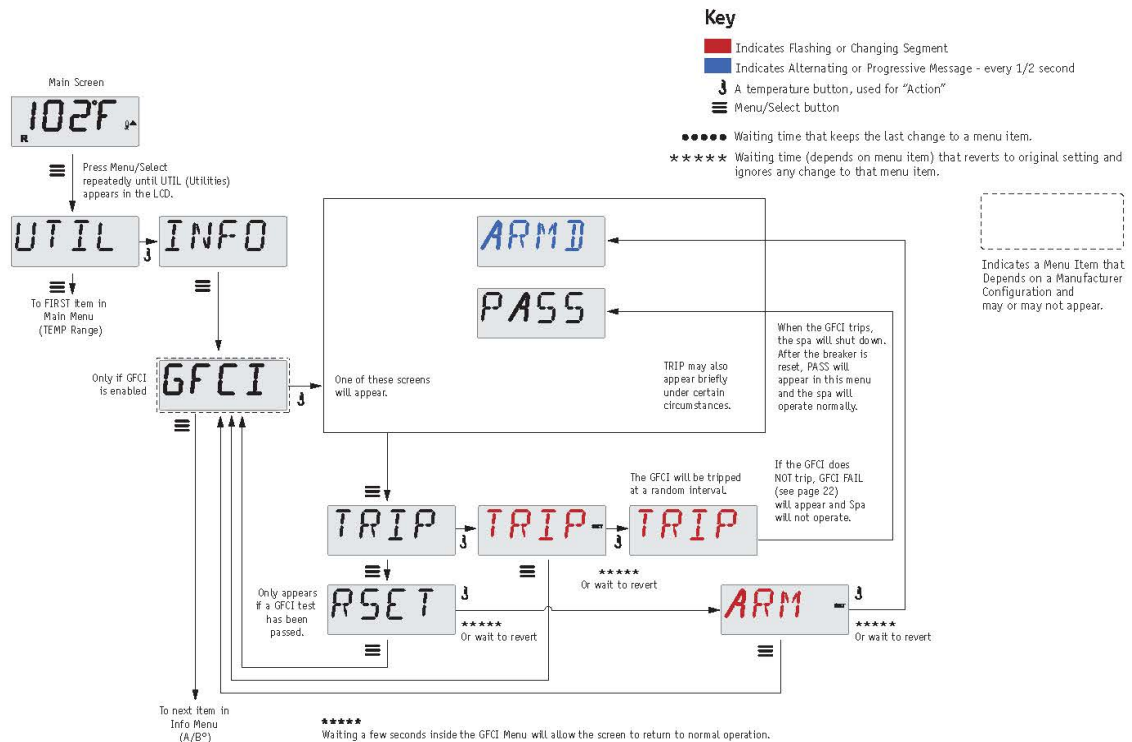 Key
Indicates Flashing or Changing Segment
Indicates Alternating or Progressive Message - every 1/2 second
A temperature button, used for “Action”
Menu/Select button
••••• Waiting time that keeps the last change to a menu item.
***** Waiting time (depends on menu item) that reverts to original setting and
ignores any change to that menu item.
Indicates a Menu Item that
Depends on a Manufacturer
Configuration and
may or may not appear.
Main Screen
102°F
R
Press Menu/Select
repeatedly until UTIL (Utilities)
appears in the LCD.
UTIL
INFO
To FIRST item in
Main Menu
(TEMP Range)
Only if GFCI
is enabled
GFCI
One of these screens
will appear.
ARMD
PASS
TRIP may also
appear briefly
under certain
circumstances.
When the GFCI trips,
the spa will shut down.
After the breaker is
reset, PASS will
appear in this menu
and the spa will
operate normally.
The GFCI will be tripped
at a random interval.
If the GFCI does
NOT trip, GFCI FAIL
(see page 22)
will appear and Spa
will not operate.
TRIP
TRIP
TRIP
*****
Or wait to revert
Only appears
if a GFCI test
has been
passed.
RSET
*****
Or wait to revert
ARM
*****
Or wait to revert
To next item in
Info Menu
(A/B°)
*****
Waiting a few seconds inside the GFCI Menu will allow the screen to return to normal operation.